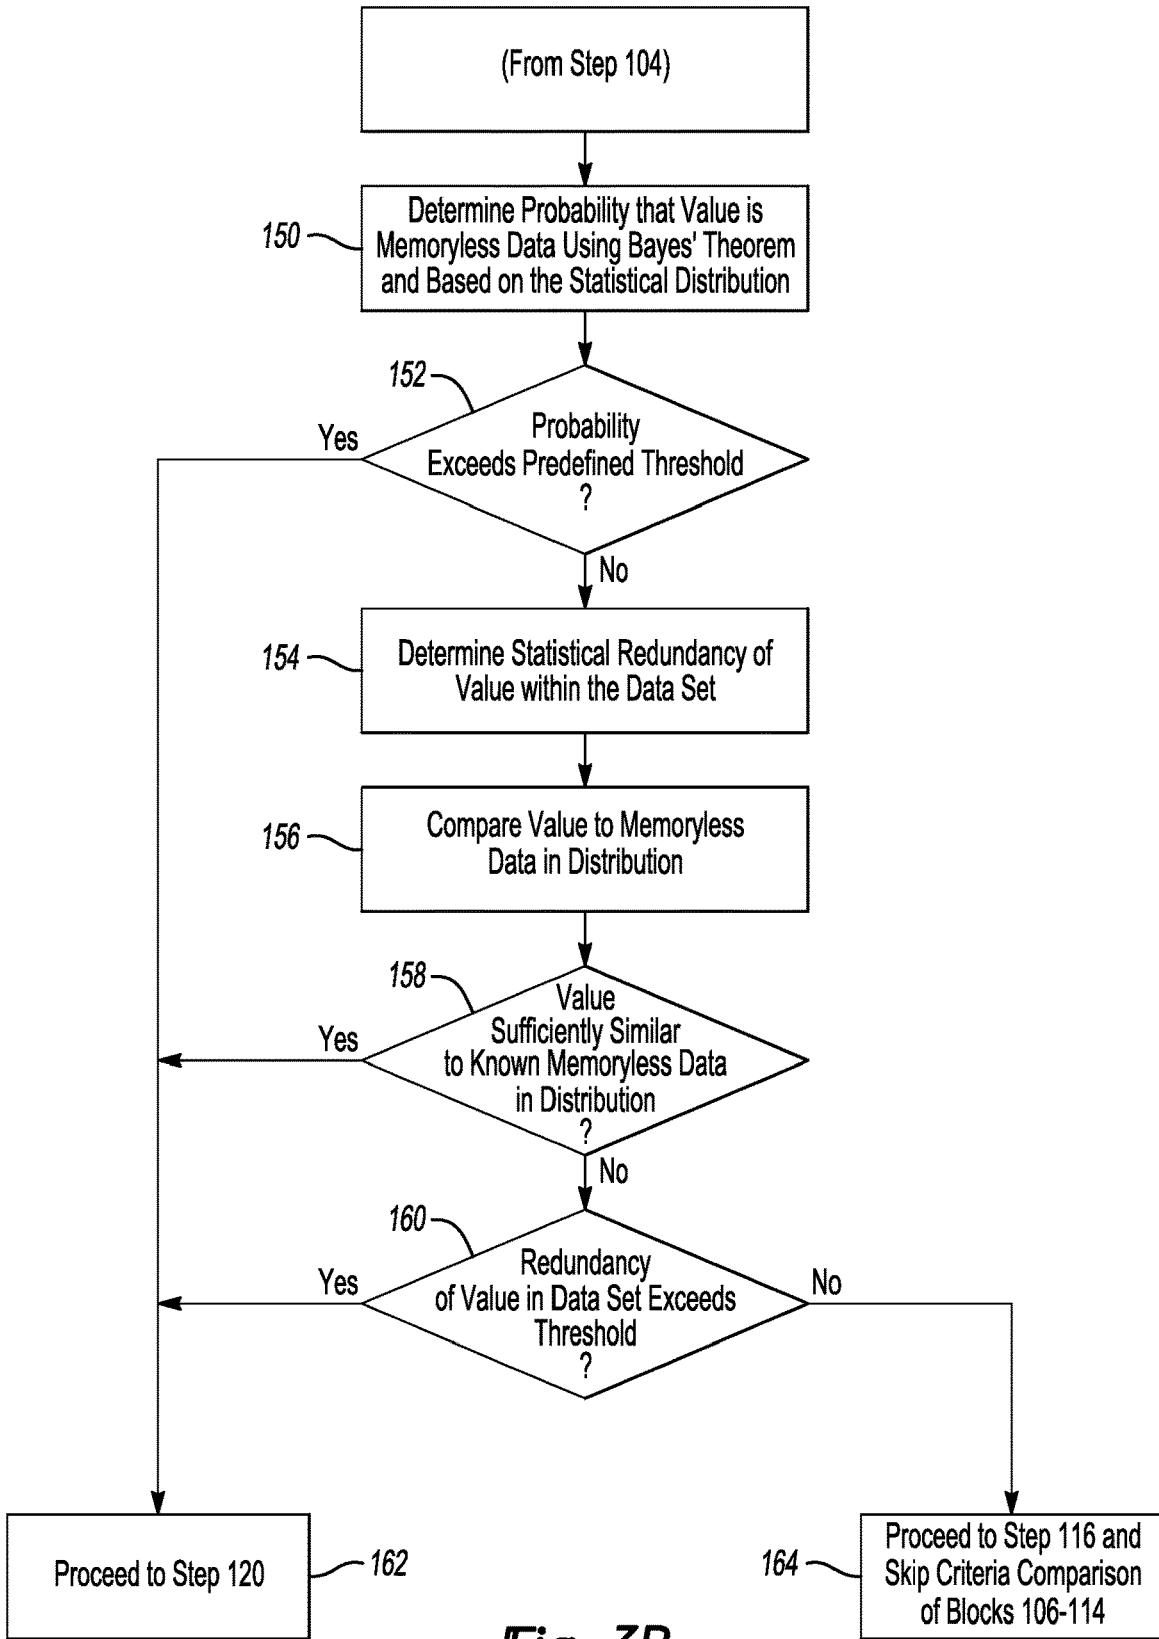 (From Step 104)
150
Determine Probability that Value is
Memoryless Data Using Bayes' Theorem
and Based on the Statistical Distribution
152
Yes
Probability
Exceeds Predefined Threshold
?
No
154
Determine Statistical Redundancy of
Value within the Data Set
156
Compare Value to Memoryless
Data in Distribution
158
Yes
Value
Sufficiently Similar
to Known Memoryless Data
in Distribution
?
No
160
Yes
Redundancy
of Value in Data Set Exceeds
Threshold
?
No
Proceed to Step 120
162
164
Proceed to Step 116 and
Skip Criteria Comparison
of Blocks 106-114